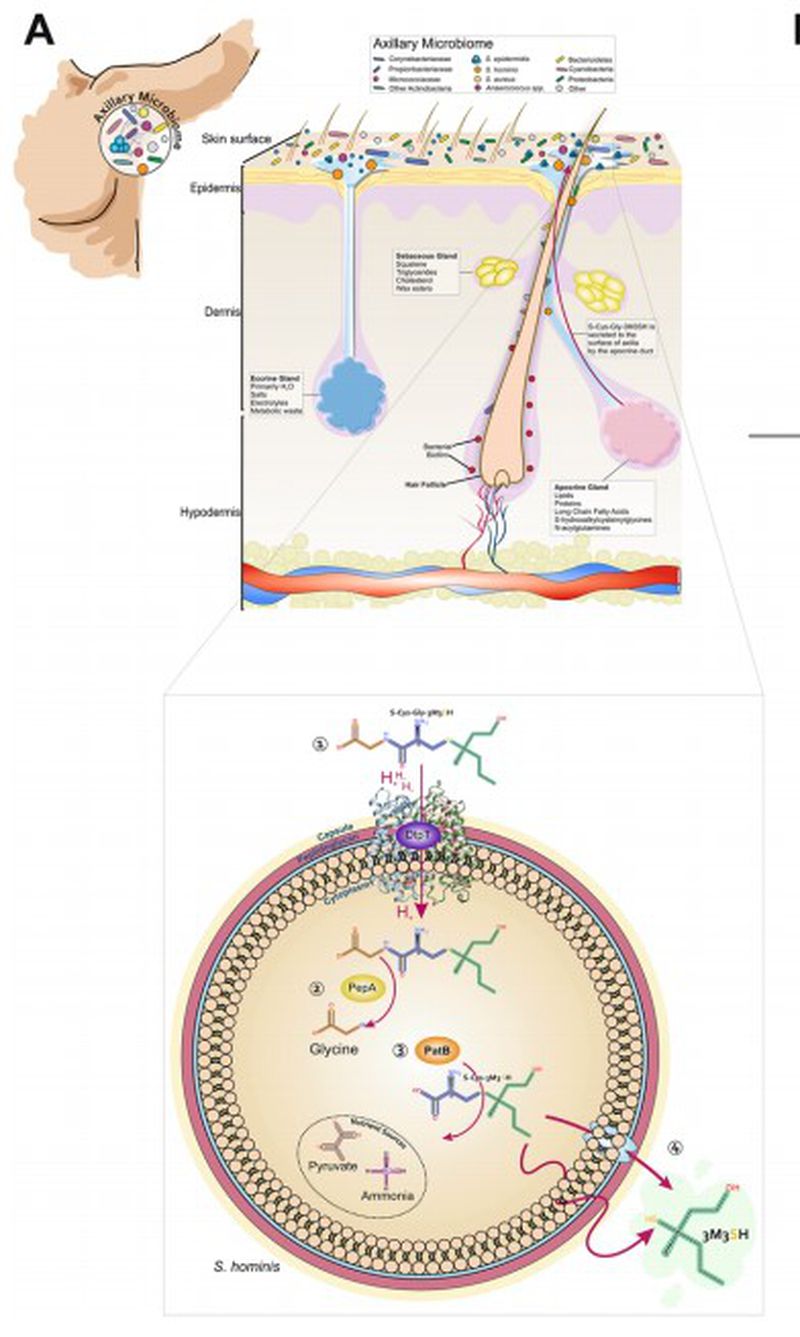 A
Axillary Microbiome
Axillary Microbiome
Corynebacteriaceae
Propionibacteriaceae
Micrococcaceae
Other Actinobacteria
S. epidermidis
S. hominis
S. aureus
Anaerococcus spp.
Bacteroidetes
Cyanobacteria
Proteobacteria
Other
Skin surface
Epidermis
Dermis
Hypodermis
Sebaceous Gland
Squalene
Triglycerides
Cholesterol
Wax esters
S-Cys-Gly-3M3SH is
secreted to the
surface of axilla
by the apocrine duct
Eccrine Gland
Primarily H₂O
Salts
Electrolytes
Metabolic waste
Bacterial
Biofilm
Hair Follicle
Apocrine Gland
Lipids
Proteins
Long Chain Fatty Acids
S-hydroxyalkylcysteinylglycines
N-acylglutamines
S-Cys-Gly-3M3SH
①
H+
H+
H+
DtpT
Capsule
Peptidoglycan
Cytoplasm
H+
②
PepA
Glycine
③
PatB
S-Cys-3M3SH
Nutrient Sources
Pyruvate
Ammonia
④
OH
HS
3M3SH
S. hominis